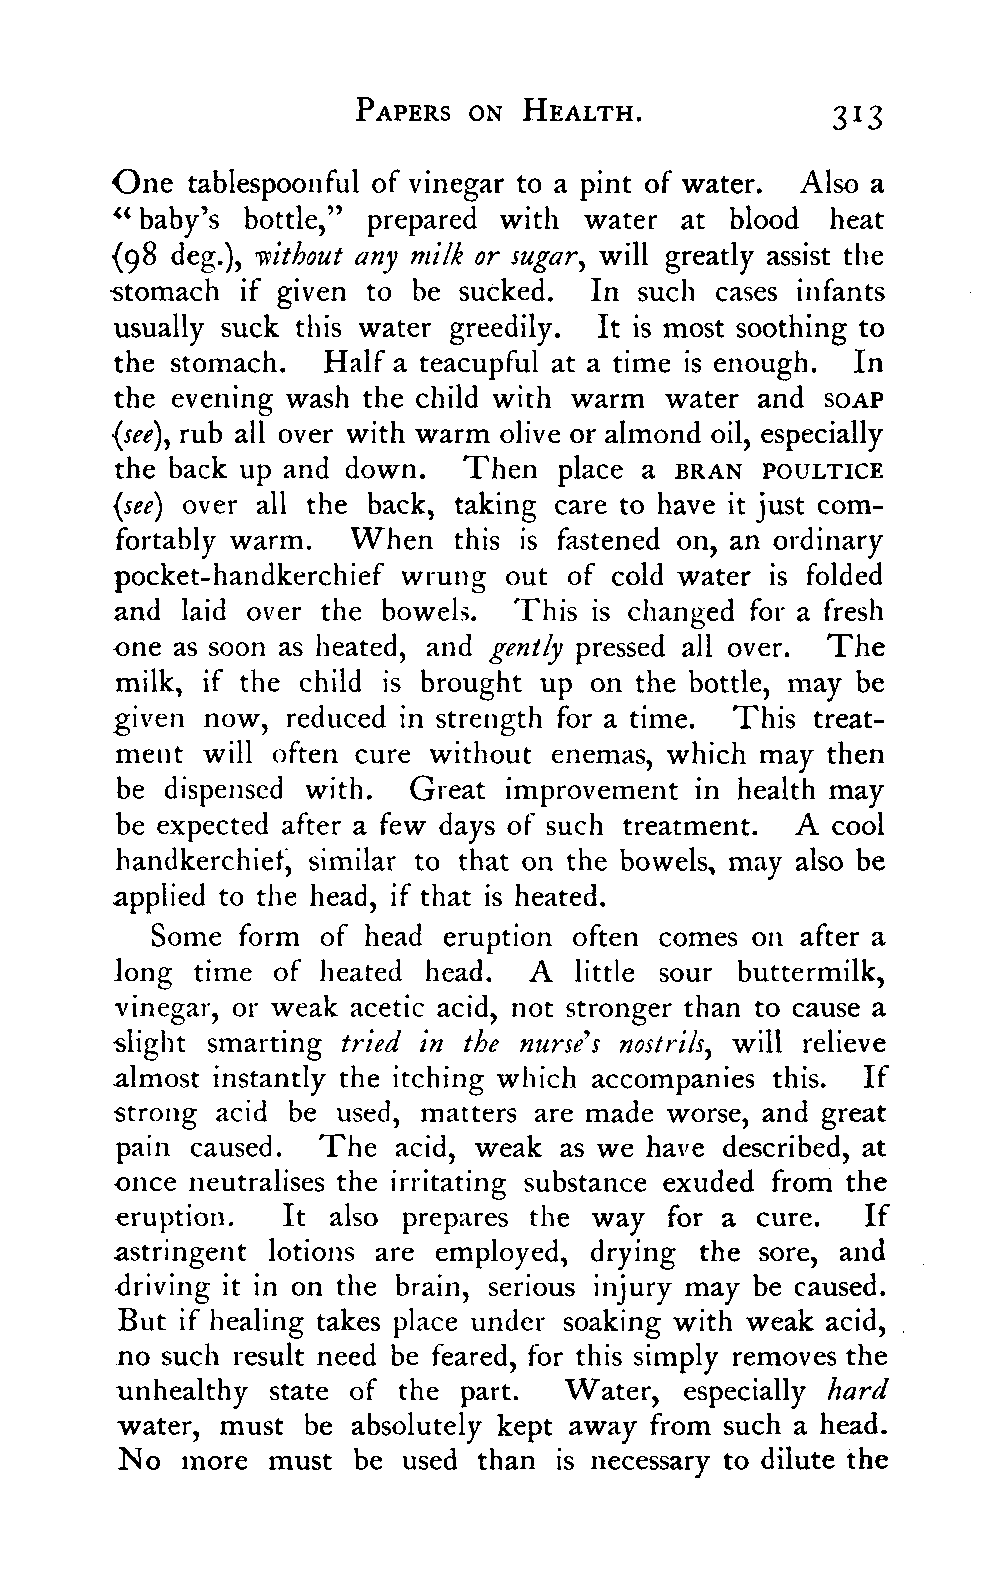 PAPERS ON HEALTH. 313
One tablespoonful of vinegar to a pint of water. Also a
“baby’s bottle,” prepared with water at blood heat
(98 deg.), without any milk or sugar, will greatly assist the
stomach if given to be sucked. In such cases infants
usually suck this water greedily. It is most soothing to
the stomach. Half a teacupful at a time is enough. In
the evening wash the child with warm water and SOAP
(see), rub all over with warm olive or almond oil, especially
the back up and down. Then place a BRAN POULTICE
(see) over all the back, taking care to have it just com-
fortably warm. When this is fastened on, an ordinary
pocket-handkerchief wrung out of cold water is folded
and laid over the bowels. This is changed for a fresh
one as soon as heated, and gently pressed all over. The
milk, if the child is brought up on the bottle, may be
given now, reduced in strength for a time. This treat-
ment will often cure without enemas, which may then
be dispensed with. Great improvement in health may
be expected after a few days of such treatment. A cool
handkerchief, similar to that on the bowels, may also be
applied to the head, if that is heated.
Some form of head eruption often comes on after a
long time of heated head. A little sour buttermilk,
vinegar, or weak acetic acid, not stronger than to cause a
slight smarting tried in the nurse’s nostrils, will relieve
almost instantly the itching which accompanies this. If
strong acid be used, matters are made worse, and great
pain caused. The acid, weak as we have described, at
once neutralises the irritating substance exuded from the
eruption. It also prepares the way for a cure. If
astringent lotions are employed, drying the sore, and
driving it in on the brain, serious injury may be caused.
But if healing takes place under soaking with weak acid,
no such result need be feared, for this simply removes the
unhealthy state of the part. Water, especially hard
water, must be absolutely kept away from such a head.
No more must be used than is necessary to dilute the